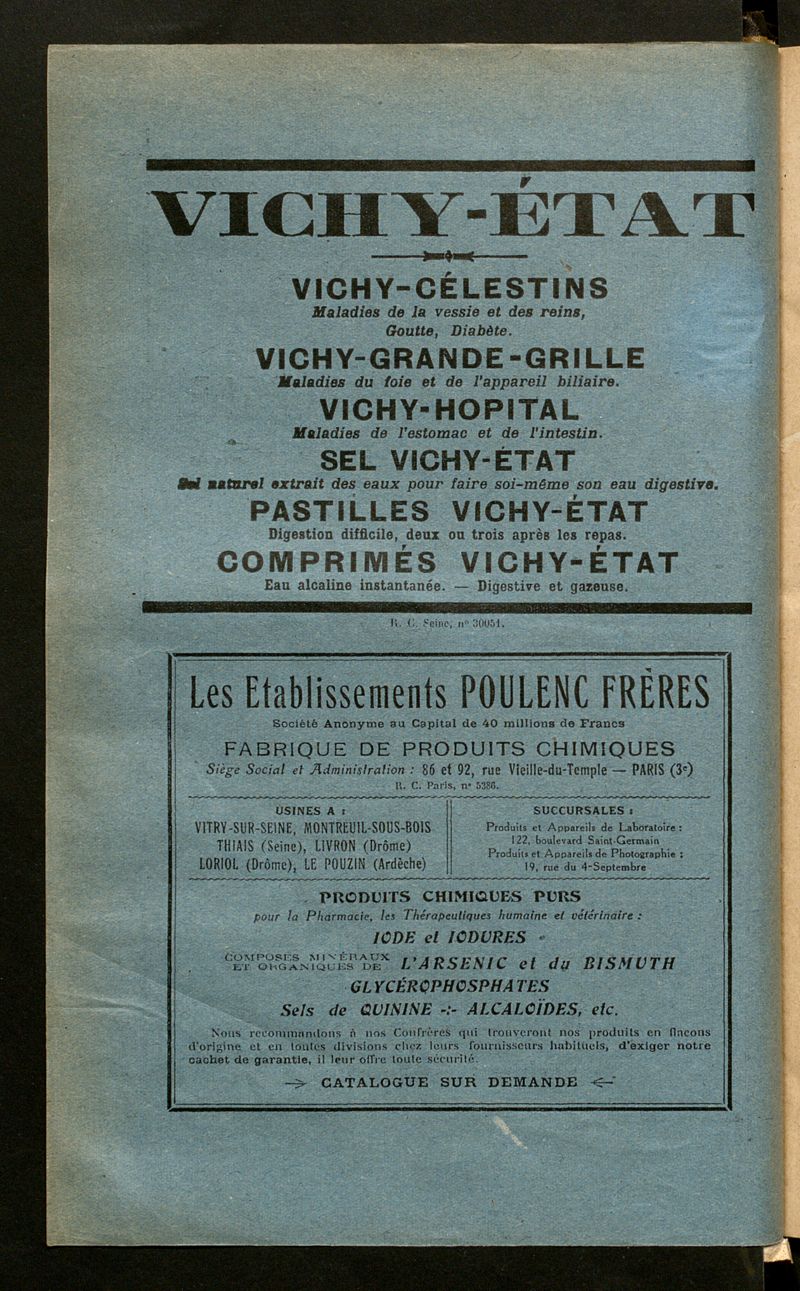 VICHY-ÉTAT
VICHY-CÉLESTINS
Maladies de la vessie et des reins,
Goutte, Diabète.
VICHY-GRANDE-GRILLE
Maladies du foie et de l'appareil biliaire.
VICHY-HOPITAL
Maladies de l'estomac et de l'intestin.
SEL VICHY-ÉTAT
Sel naturel extrait des eaux pour faire soi-même son eau digestive.
PASTILLES VICHY-ÉTAT
Digestion difficile, deux ou trois après les repas.
COMPRIMÉS VICHY-ÉTAT
Eau alcaline instantanée. — Digestive et gazeuse.
R. C. Seine, nº 30051.
Les Etablissements POULENC FRÈRES
Société Anonyme au Capital de 40 millions de Francs
FABRIQUE DE PRODUITS CHIMIQUES
Siège Social et Administration : 86 et 92, rue Vieille-du-Temple — PARIS (3e)
R. C. Paris, nº 5386.
USINES A :
VITRY-SUR-SEINE, MONTREUIL-SOUS-BOIS
THIAIS (Seine), LIVRON (Drôme)
LORIOL (Drôme), LE POUZIN (Ardèche)
SUCCURSALES :
Produits et Appareils de Laboratoire :
122, boulevard Saint-Germain
Produits et Appareils de Photographie :
19, rue du 4-Septembre
PRODUITS CHIMIQUES PURS
pour la Pharmacie, les Thérapeutiques humaine et vétérinaire :
IODE et IODURES
COMPOSES MINÉRAUX ET ORGANIQUES DE L'ARSENIC et du BISMUTH
GLYCÉROPHOSPHATES
Sels de QUININE -:- ALCALOÏDES, etc.
Nous recommandons à nos Confrères qui trouveront nos produits en flacons
d'origine et en toutes divisions chez leurs fournisseurs habituels, d'exiger notre
cachet de garantie, il leur offre toute sécurité.
CATALOGUE SUR DEMANDE